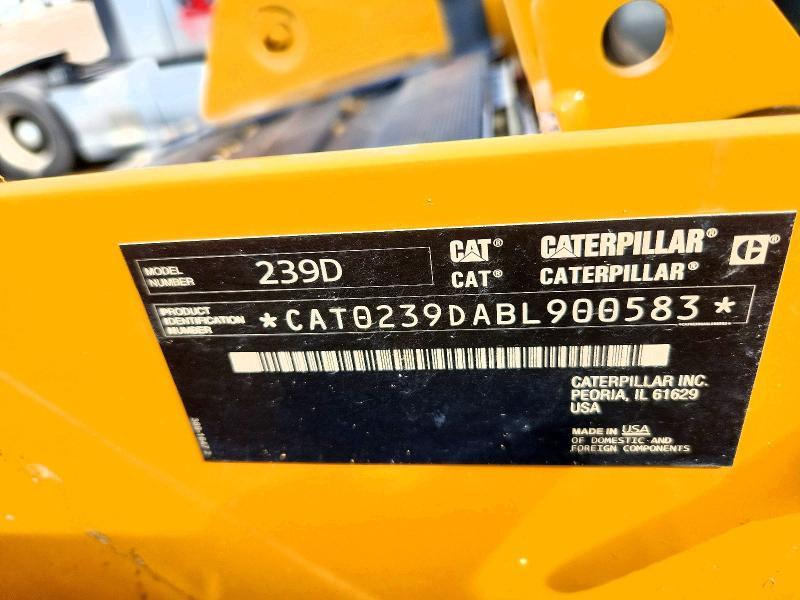 MODEL NUMBER 239D
CAT® CATERPILLAR®
CAT® CATERPILLAR®
PRODUCT IDENTIFICATION NUMBER *CAT0239DABL900583*
CATERPILLAR INC.
PEORIA, IL 61629
USA
MADE IN USA
OF DOMESTIC AND
FOREIGN COMPONENTS